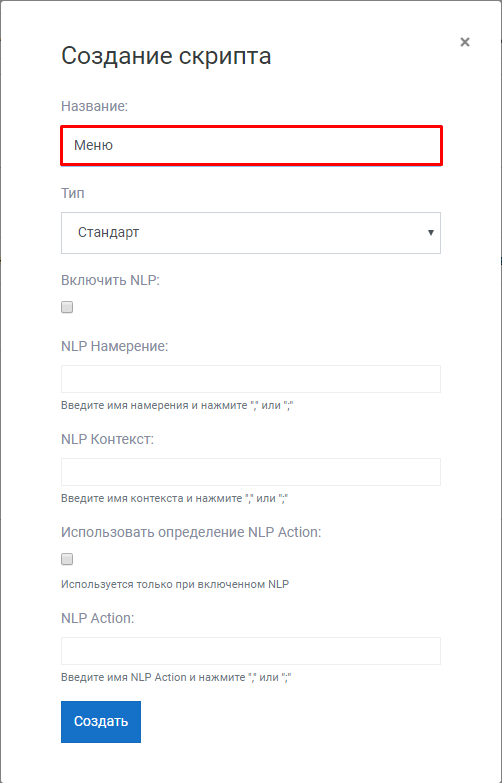 Создание скрипта
×
Название:
Меню
Тип
Стандарт
Включить NLP:
NLP Намерение:
Введите имя намерения и нажмите "," или ";"
NLP Контекст:
Введите имя контекста и нажмите "," или ";"
Использовать определение NLP Action:
Используется только при включенном NLP
NLP Action:
Введите имя NLP Action и нажмите "," или ";"
Создать